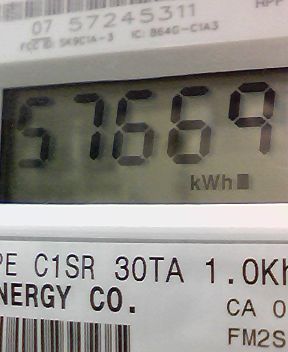 07 57245311
FCC ID: SK9C1A-3 IC: 864G-C1A3
57669
kWh
PE C1SR 30TA 1.0Kh
NERGY CO.
CA 0
FM2S